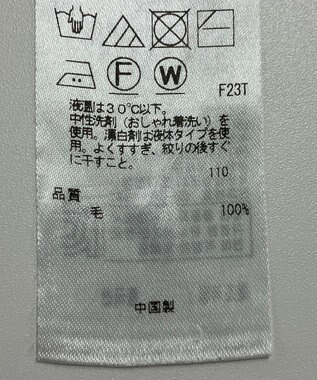 F
W
F23T
液温は30℃以下。
中性洗剤(おしゃれ着洗い)を
使用。漂白剤は液体タイプを使
用。よくすすぎ、絞りの後すぐ
に干すこと。
110
品質
毛 100%
中国製